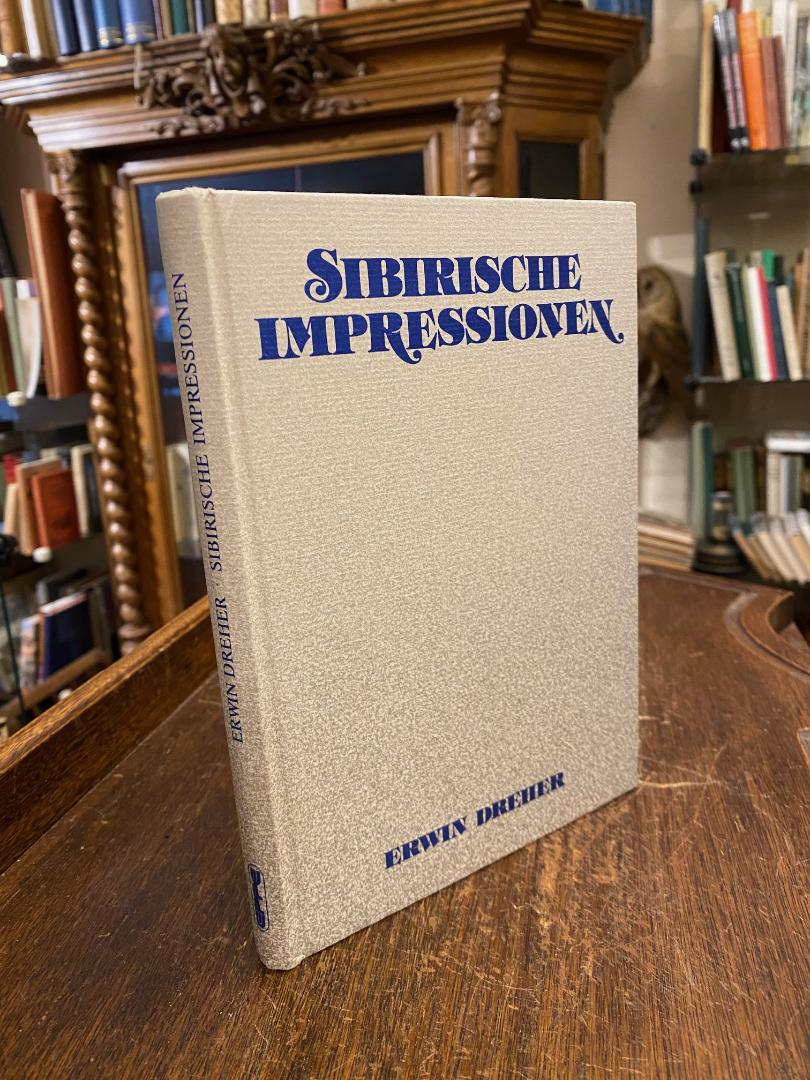 SIBIRISCHE
IMPRESSIONEN
ERWIN DREHER
ERWIN DREHER · SIBIRISCHE IMPRESSIONEN